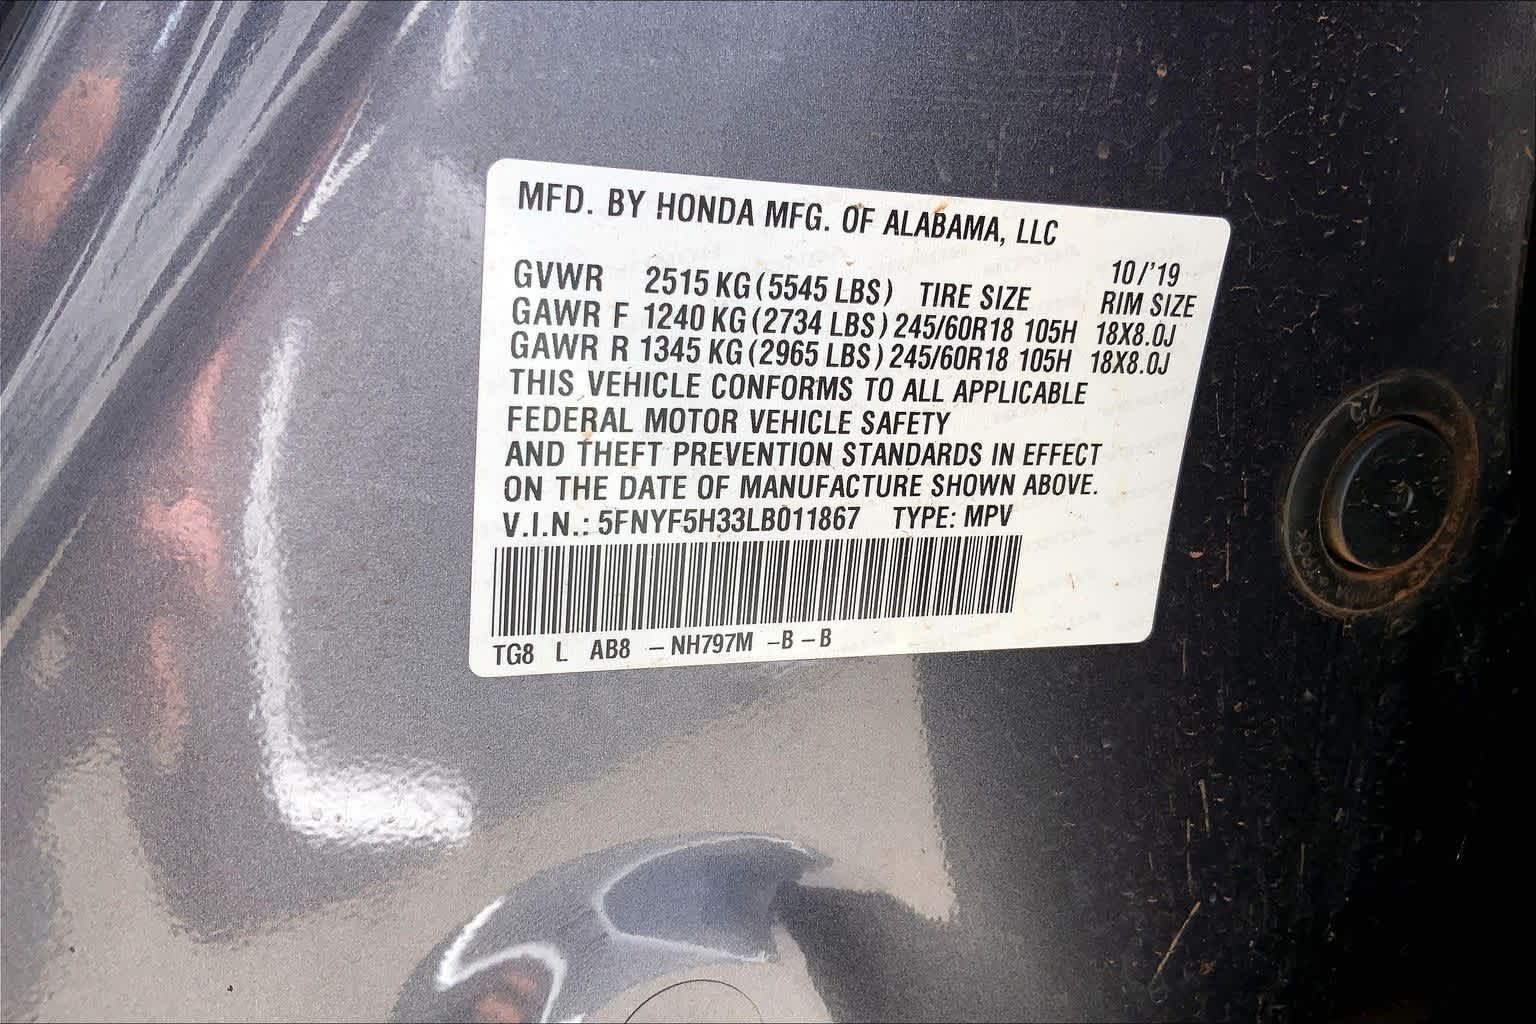 MFD. BY HONDA MFG. OF ALABAMA, LLC
10/'19
GVWR 2515 KG (5545 LBS) TIRE SIZE RIM SIZE
GAWR F 1240 KG (2734 LBS) 245/60R18 105H 18X8.0J
GAWR R 1345 KG (2965 LBS) 245/60R18 105H 18X8.0J
THIS VEHICLE CONFORMS TO ALL APPLICABLE
FEDERAL MOTOR VEHICLE SAFETY
AND THEFT PREVENTION STANDARDS IN EFFECT
ON THE DATE OF MANUFACTURE SHOWN ABOVE.
V.I.N.: 5FNYF5H33LB011867 TYPE: MPV
TG8 L AB8 - NH797M - B - B